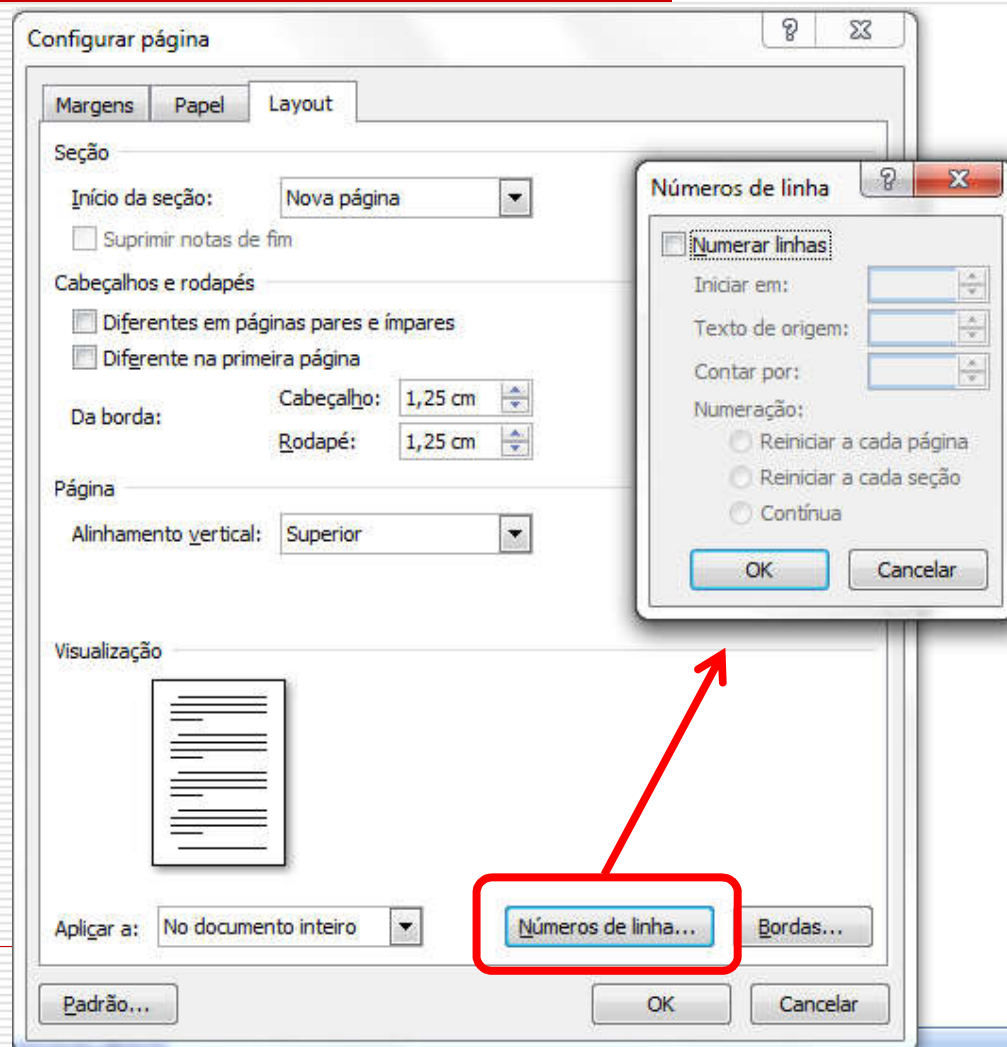 Configurar página
Margens Papel Layout
Seção
Início da seção: Nova página
Suprimir notas de fim
Cabeçalhos e rodapés
Diferentes em páginas pares e ímpares
Diferente na primeira página
Da borda:
Cabeçalho: 1,25 cm
Rodapé: 1,25 cm
Página
Alinhamento vertical: Superior
Visualização
Aplicar a: No documento inteiro
Números de linha... Bordas...
Padrão... OK Cancelar
Números de linha
Numerar linhas
Iniciar em:
Texto de origem:
Contar por:
Numeração:
Reiniciar a cada página
Reiniciar a cada seção
Contínua
OK Cancelar